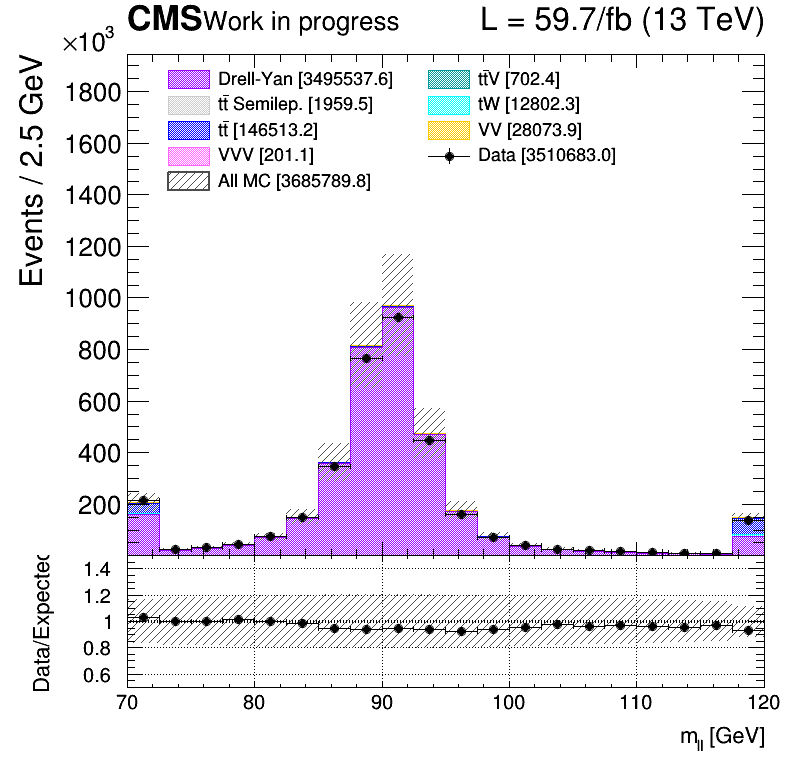 CMS Work in progress L = 59.7/fb (13 TeV)
×10³
Events / 2.5 GeV
1800
1600
1400
1200
1000
800
600
400
200
Drell-Yan [3495537.6]
tt̄ Semilep. [1959.5]
tt̄ [146513.2]
VVV [201.1]
All MC [3685789.8]
tt̄V [702.4]
tW [12802.3]
VV [28073.9]
Data [3510683.0]
Data/Expected
1.4
1.2
1
0.8
0.6
70 80 90 100 110 120
m_ll [GeV]